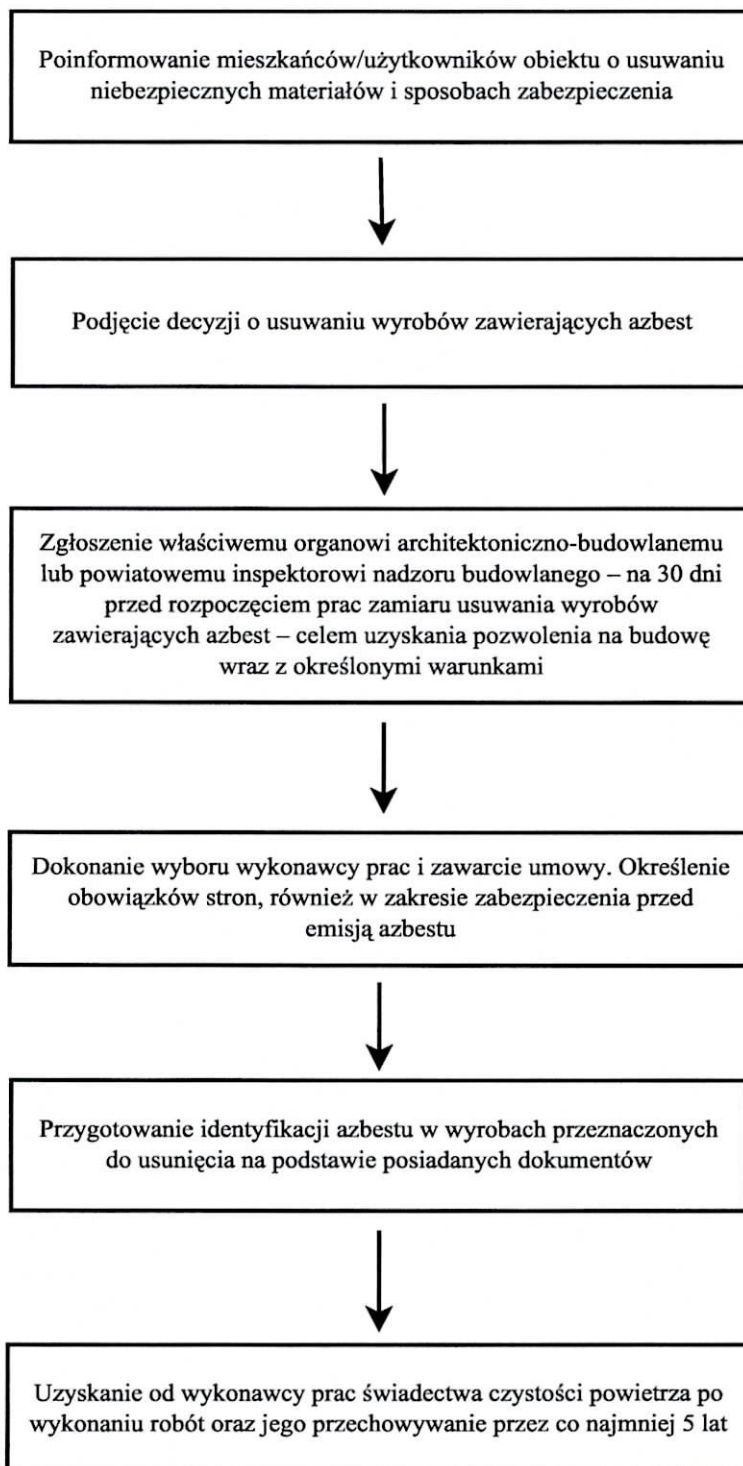 Poinformowanie mieszkańców/użytkowników obiektu o usuwaniu
niebezpiecznych materiałów i sposobach zabezpieczenia
Podjęcie decyzji o usuwaniu wyrobów zawierających azbest
Zgłoszenie właściwemu organowi architektoniczno-budowlanemu
lub powiatowemu inspektorowi nadzoru budowlanego – na 30 dni
przed rozpoczęciem prac zamiaru usuwania wyrobów
zawierających azbest – celem uzyskania pozwolenia na budowę
wraz z określonymi warunkami
Dokonanie wyboru wykonawcy prac i zawarcie umowy. Określenie
obowiązków stron, również w zakresie zabezpieczenia przed
emisją azbestu
Przygotowanie identyfikacji azbestu w wyrobach przeznaczonych
do usunięcia na podstawie posiadanych dokumentów
Uzyskanie od wykonawcy prac świadectwa czystości powietrza po
wykonaniu robót oraz jego przechowywanie przez co najmniej 5 lat